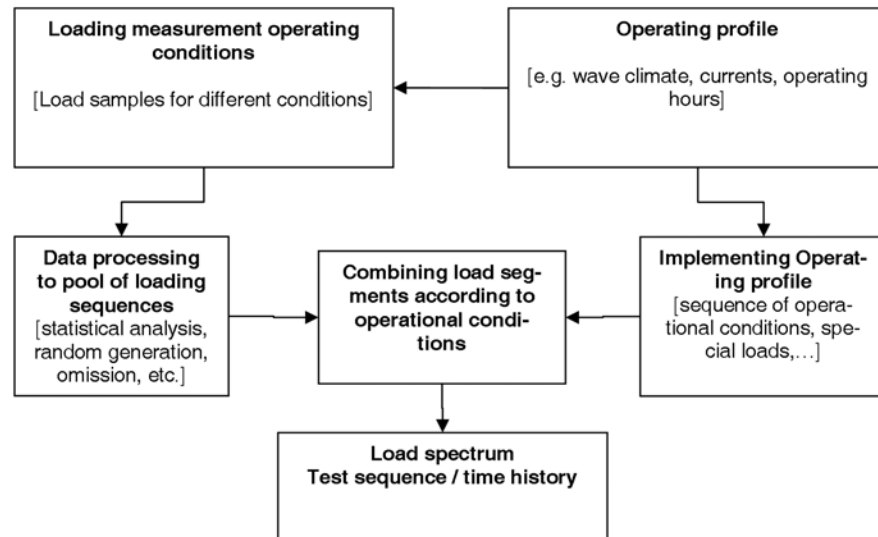 Loading measurement operating
conditions
[Load samples for different conditions]
Operating profile
[e.g. wave climate, currents, operating
hours]
Data processing
to pool of loading
sequences
[statistical analysis,
random generation,
omission, etc.]
Combining load seg-
ments according to
operational condi-
tions
Implementing Operat-
ing profile
[sequence of opera-
tional conditions, spe-
cial loads,...]
Load spectrum
Test sequence / time history